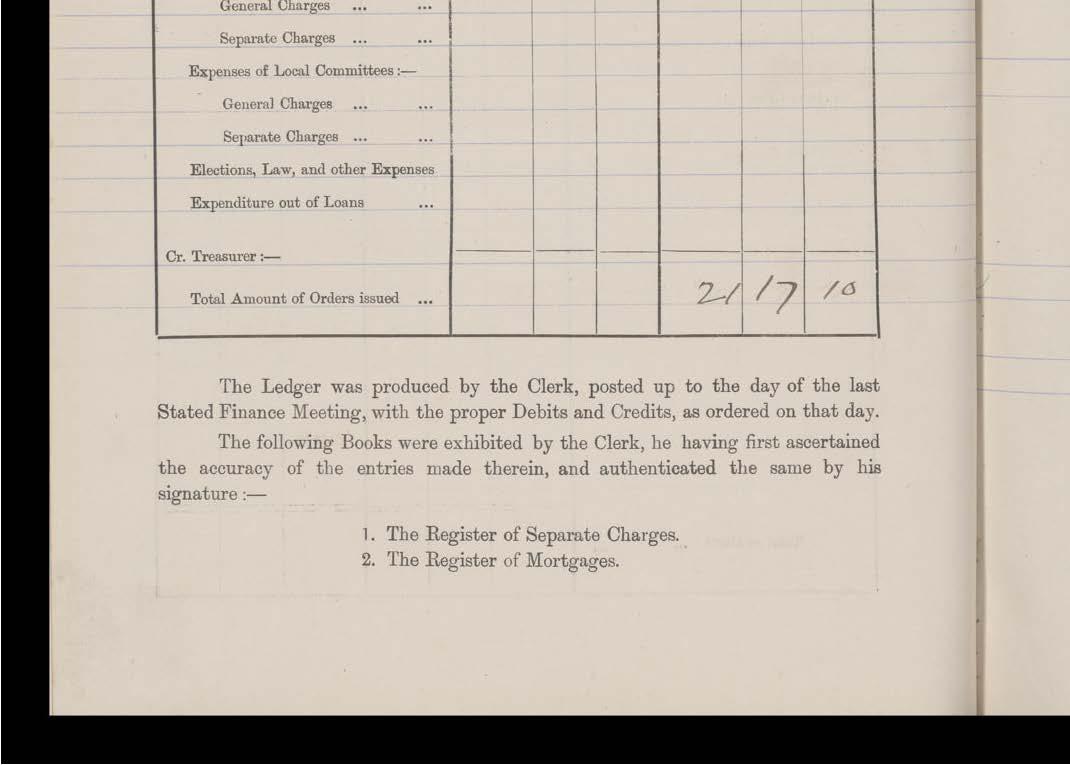 General Charges ... ...
Separate Charges ... ...
Expenses of Local Committees:—
General Charges ... ...
Separate Charges ... ...
Elections, Law, and other Expenses
Expenditure out of Loans ...
Cr. Treasurer:—
Total Amount of Orders issued ... 21 17 10
The Ledger was produced by the Clerk, posted up to the day of the last
Stated Finance Meeting, with the proper Debits and Credits, as ordered on that day.
The following Books were exhibited by the Clerk, he having first ascertained
the accuracy of the entries made therein, and authenticated the same by his
signature:—
1. The Register of Separate Charges.
2. The Register of Mortgages.